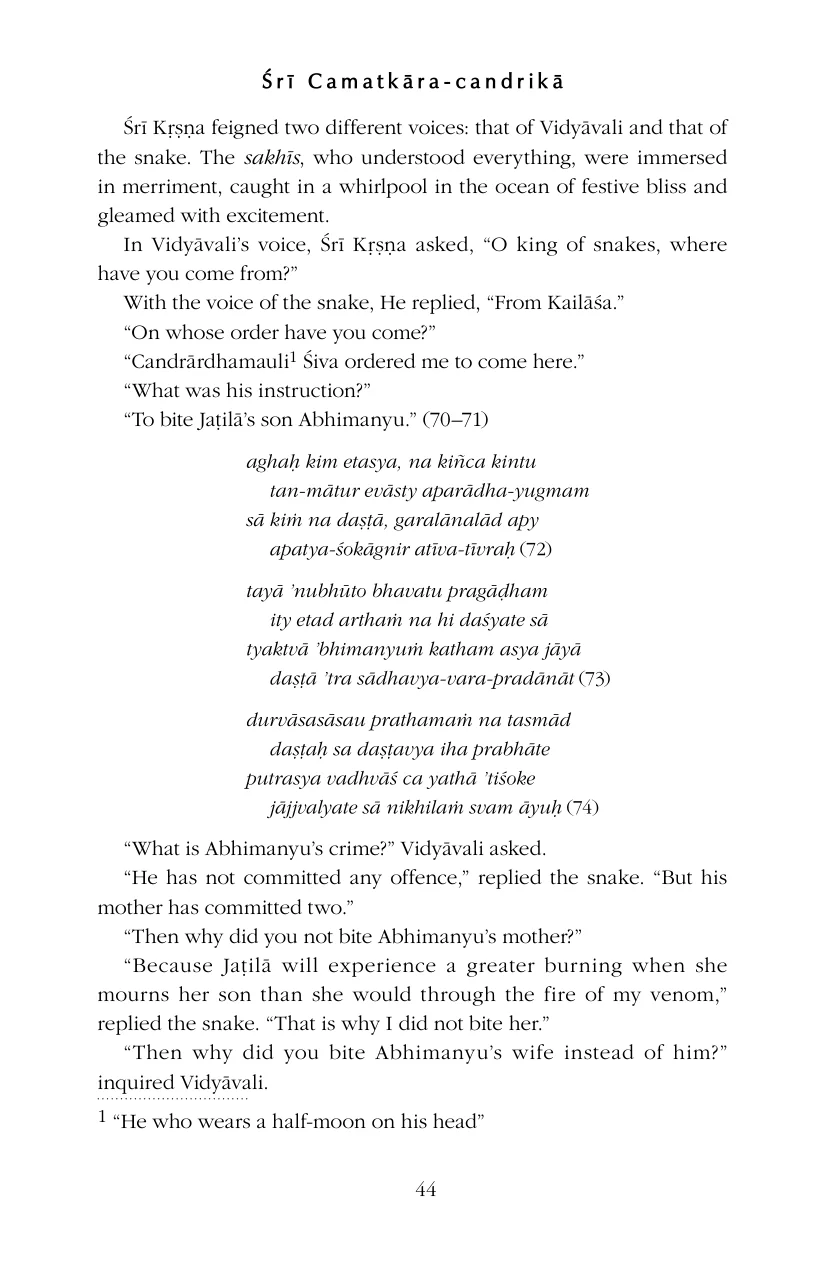 Śrī Camatkāra-candrikā
Śrī Kṛṣṇa feigned two different voices: that of Vidyāvali and that of
the snake. The sakhīs, who understood everything, were immersed
in merriment, caught in a whirlpool in the ocean of festive bliss and
gleamed with excitement.
In Vidyāvali’s voice, Śrī Kṛṣṇa asked, “O king of snakes, where
have you come from?”
With the voice of the snake, He replied, “From Kailāśa.”
“On whose order have you come?”
“Candrārdhamauli1 Śiva ordered me to come here.”
“What was his instruction?”
“To bite Jaṭilā’s son Abhimanyu.” (70–71)
aghaḥ kim etasya, na kiñca kintu
tan-mātur evāsty aparādha-yugmam
sā kiṁ na daṣṭā, garalānalād apy
apatya-śokāgnir atīva-tīvraḥ (72)
tayā ’nubhūto bhavatu pragāḍham
ity etad arthaṁ na hi daśyate sā
tyaktvā ’bhimanyuṁ katham asya jāyā
daṣṭā ’tra sādhavya-vara-pradānāt (73)
durvāsasāsau prathamaṁ na tasmād
daṣṭaḥ sa daṣṭavya iha prabhāte
putrasya vadhvāś ca yathā ’tiśoke
jājjvalyate sā nikhilaṁ svam āyuḥ (74)
“What is Abhimanyu’s crime?” Vidyāvali asked.
“He has not committed any offence,” replied the snake. “But his
mother has committed two.”
“Then why did you not bite Abhimanyu’s mother?”
“Because Jaṭilā will experience a greater burning when she
mourns her son than she would through the fire of my venom,”
replied the snake. “That is why I did not bite her.”
“Then why did you bite Abhimanyu’s wife instead of him?”
inquired Vidyāvali.
1 “He who wears a half-moon on his head”
44